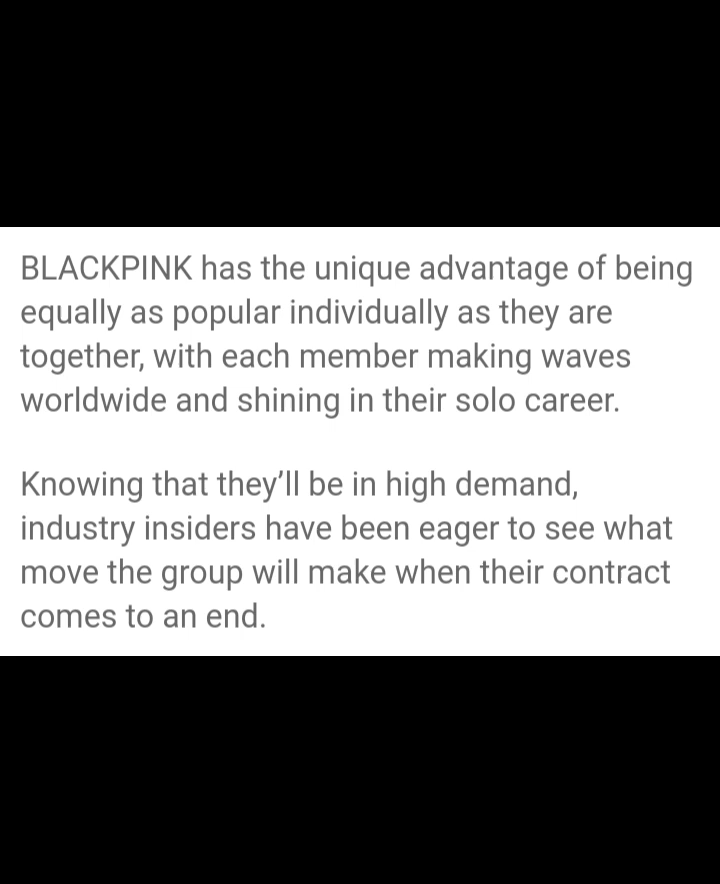 BLACKPINK has the unique advantage of being
equally as popular individually as they are
together, with each member making waves
worldwide and shining in their solo career.
Knowing that they’ll be in high demand,
industry insiders have been eager to see what
move the group will make when their contract
comes to an end.